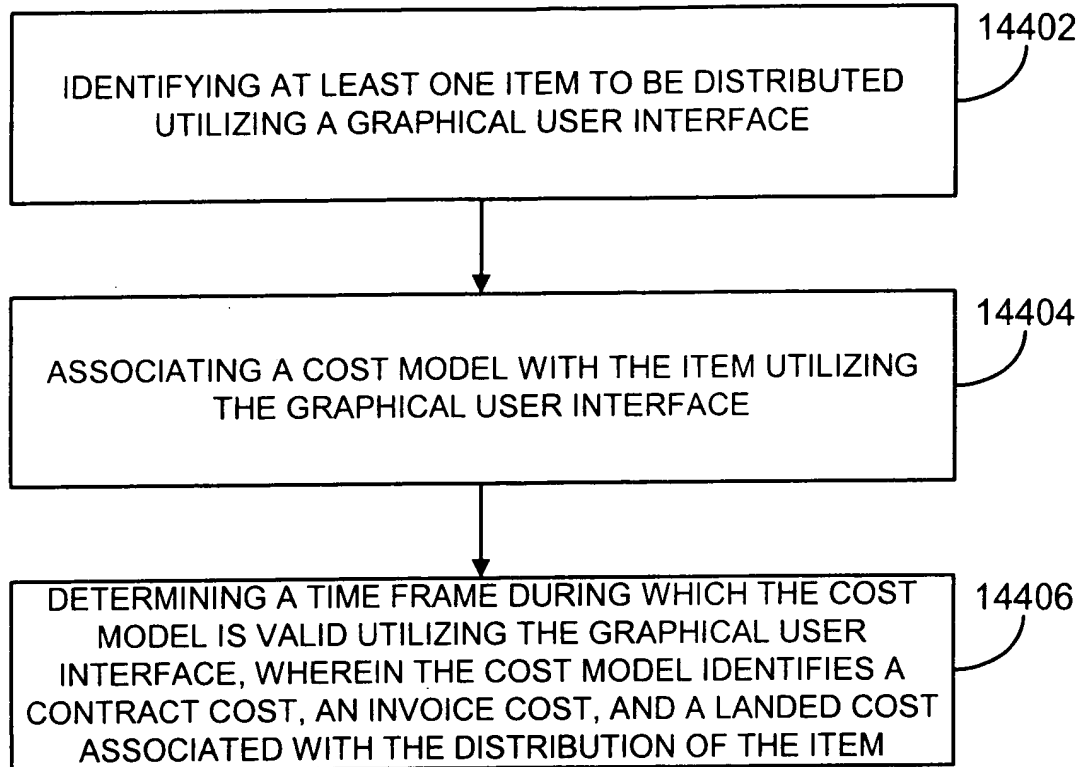 14402
IDENTIFYING AT LEAST ONE ITEM TO BE DISTRIBUTED
UTILIZING A GRAPHICAL USER INTERFACE
14404
ASSOCIATING A COST MODEL WITH THE ITEM UTILIZING
THE GRAPHICAL USER INTERFACE
14406
DETERMINING A TIME FRAME DURING WHICH THE COST
MODEL IS VALID UTILIZING THE GRAPHICAL USER
INTERFACE, WHEREIN THE COST MODEL IDENTIFIES A
CONTRACT COST, AN INVOICE COST, AND A LANDED COST
ASSOCIATED WITH THE DISTRIBUTION OF THE ITEM